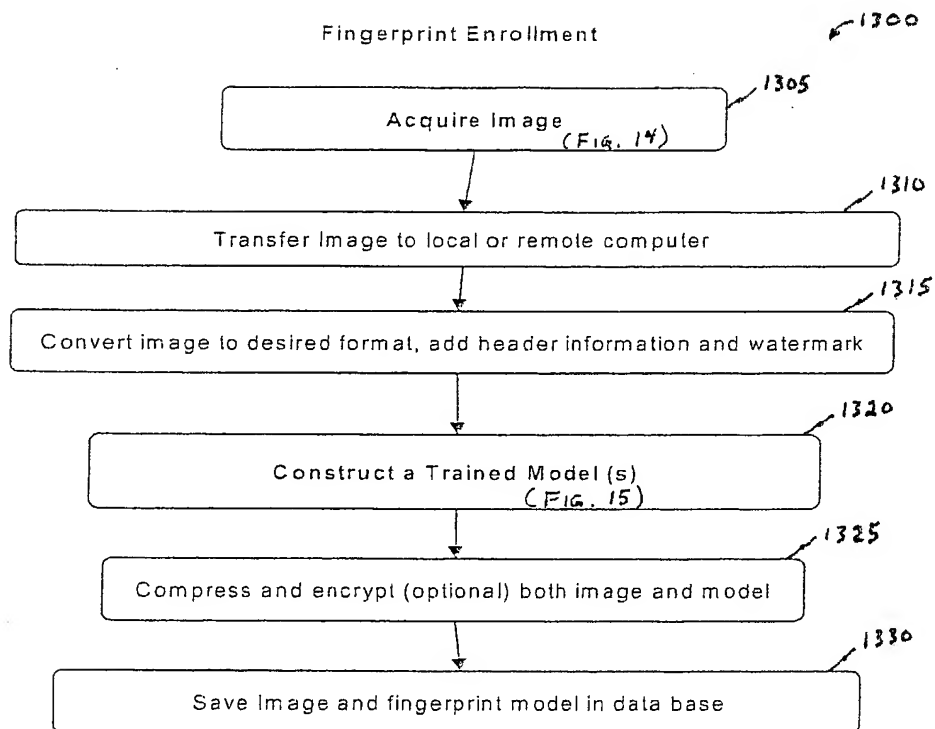 Fingerprint Enrollment
1300
1305
Acquire Image
(FIG. 14)
1310
Transfer Image to local or remote computer
1315
Convert image to desired format, add header information and watermark
1320
Construct a Trained Model (s)
(FIG. 15)
1325
Compress and encrypt (optional) both image and model
1330
Save Image and fingerprint model in data base